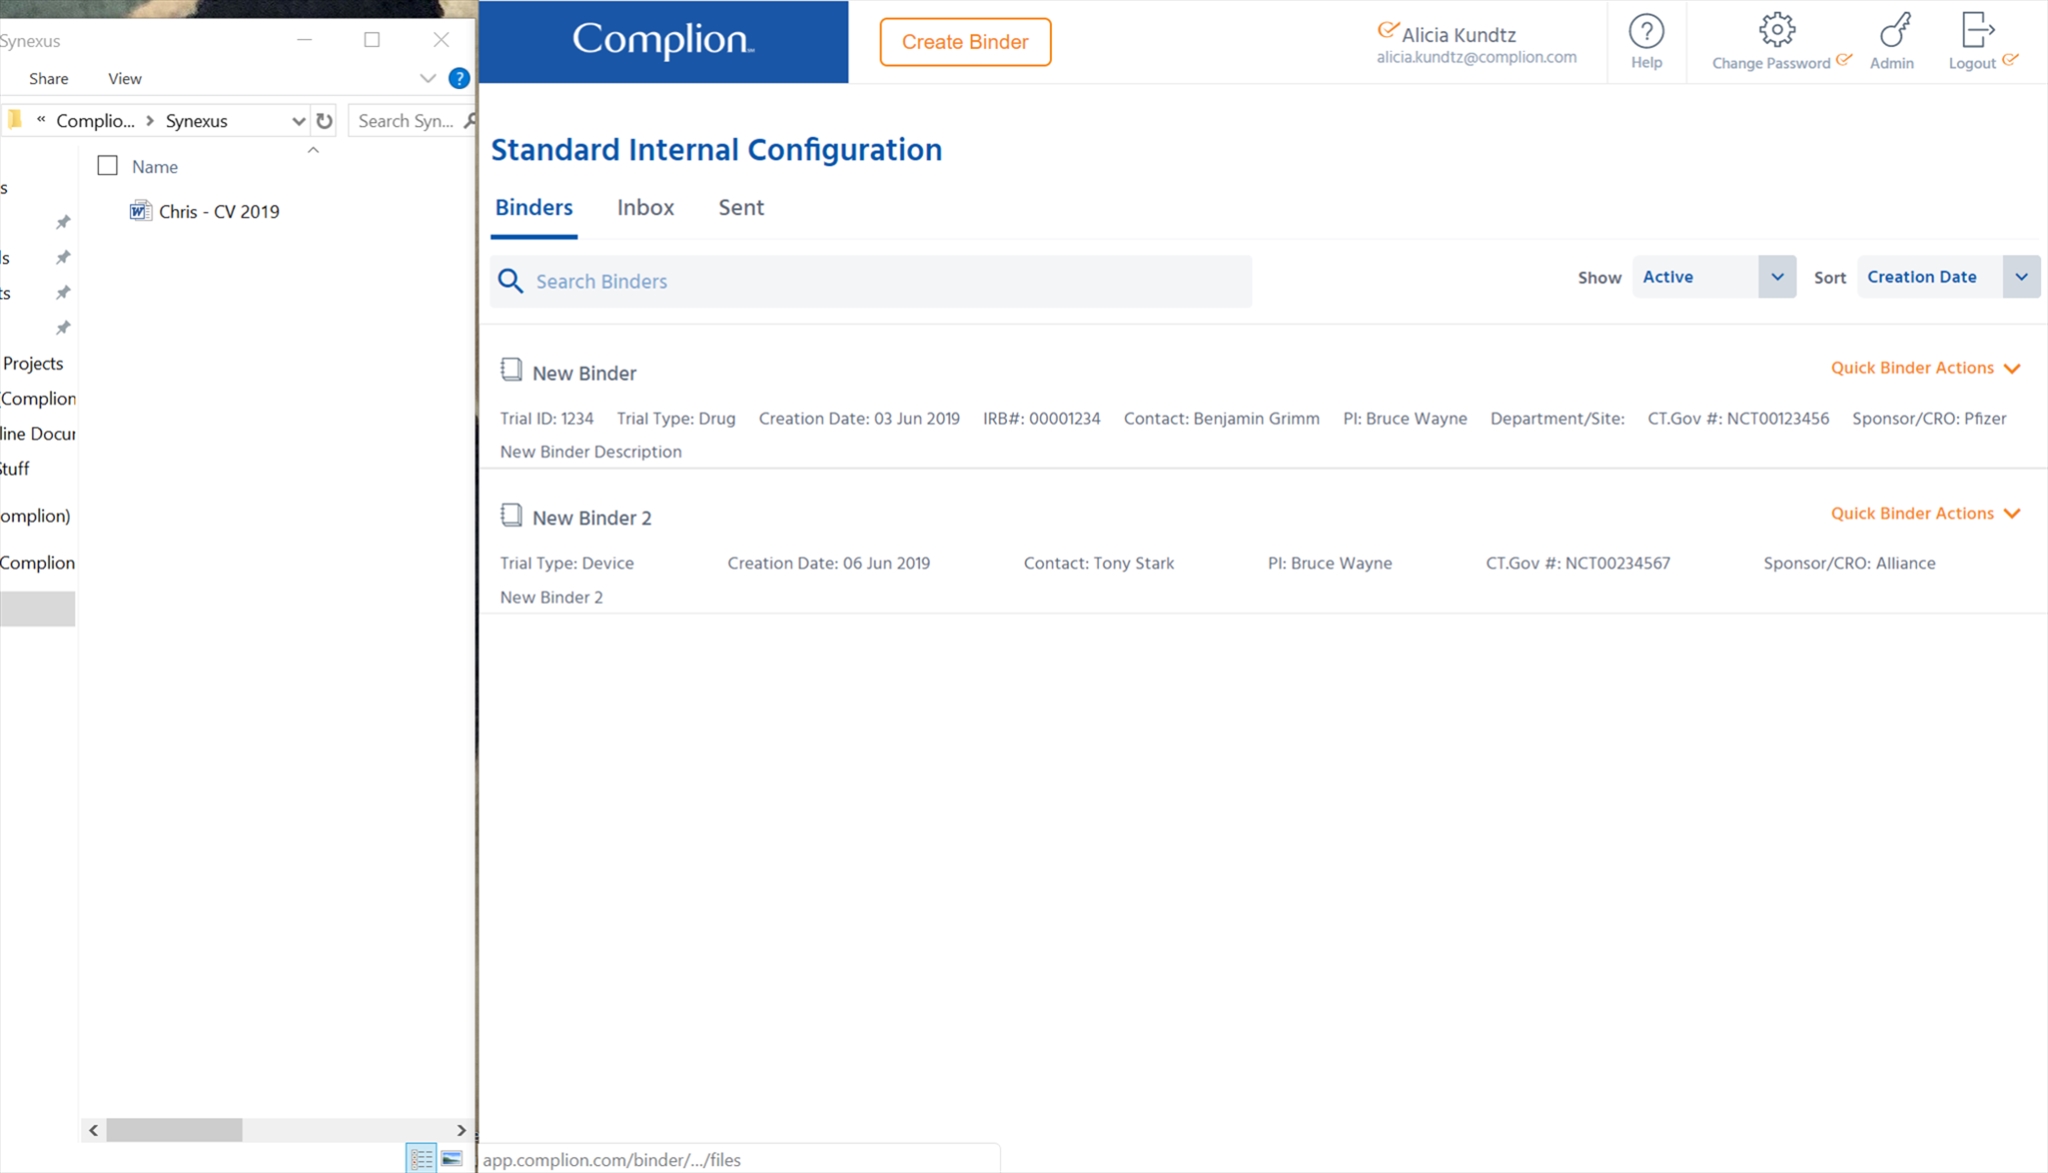 Synexus
Share View
?
« Complio... > Synexus Search Syn...
Name
s
Chris - CV 2019
ls
ts
Projects
(Complion
line Docur
Stuff
omplion)
Complion
Complion
Create Binder
Alicia Kundtz
alicia.kundtz@complion.com
? Help
Change Password
Admin
Logout
Standard Internal Configuration
Binders Inbox Sent
Search Binders
Show Active Sort Creation Date
New Binder Quick Binder Actions
Trial ID: 1234 Trial Type: Drug Creation Date: 03 Jun 2019 IRB#: 00001234 Contact: Benjamin Grimm PI: Bruce Wayne Department/Site: CT.Gov #: NCT00123456 Sponsor/CRO: Pfizer
New Binder Description
New Binder 2 Quick Binder Actions
Trial Type: Device Creation Date: 06 Jun 2019 Contact: Tony Stark PI: Bruce Wayne CT.Gov #: NCT00234567 Sponsor/CRO: Alliance
New Binder 2
app.complion.com/binder/.../files